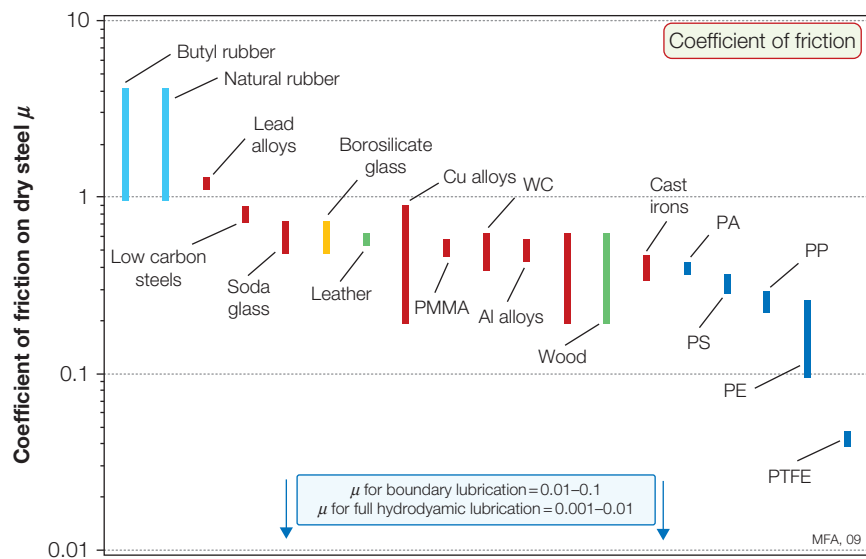 Coefficient of friction on dry steel μ
10
1
0.1
0.01
Coefficient of friction
Butyl rubber
Natural rubber
Lead
alloys
Borosilicate
glass
Cu alloys
WC
Cast
irons
PA
PP
Low carbon
steels
Soda
glass
Leather
PMMA
Al alloys
Wood
PS
PE
PTFE
μ for boundary lubrication = 0.01–0.1
μ for full hydrodyamic lubrication = 0.001–0.01
MFA, 09